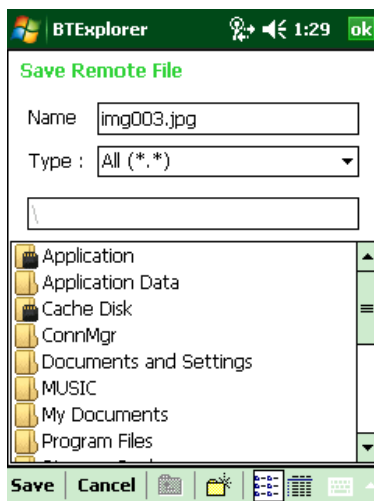 BTExplorer 1:29 ok
Save Remote File
Name img003.jpg
Type : All (*.*)
\
Application
Application Data
Cache Disk
ConnMgr
Documents and Settings
MUSIC
My Documents
Program Files
Save Cancel